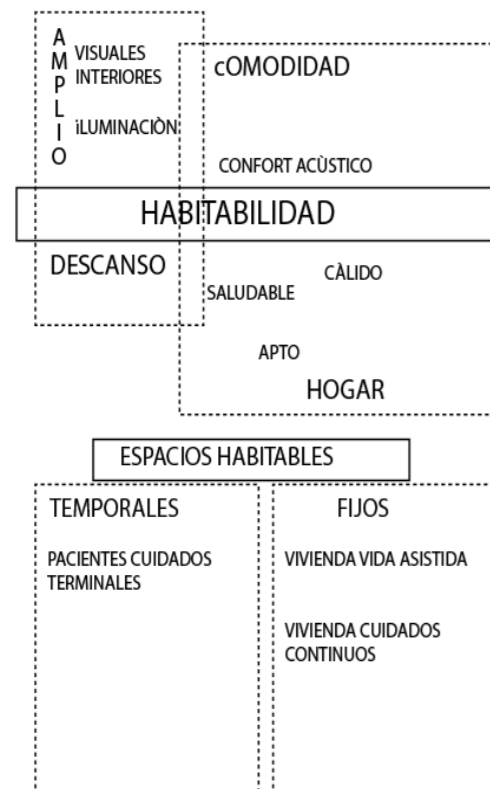 AMPLIO
VISUALES
INTERIORES
iLUMINACIÒN
cOMODIDAD
CONFORT ACÙSTICO
HABITABILIDAD
DESCANSO
CÀLIDO
SALUDABLE
APTO
HOGAR
ESPACIOS HABITABLES
TEMPORALES
PACIENTES CUIDADOS
TERMINALES
FIJOS
VIVIENDA VIDA ASISTIDA
VIVIENDA CUIDADOS
CONTINUOS